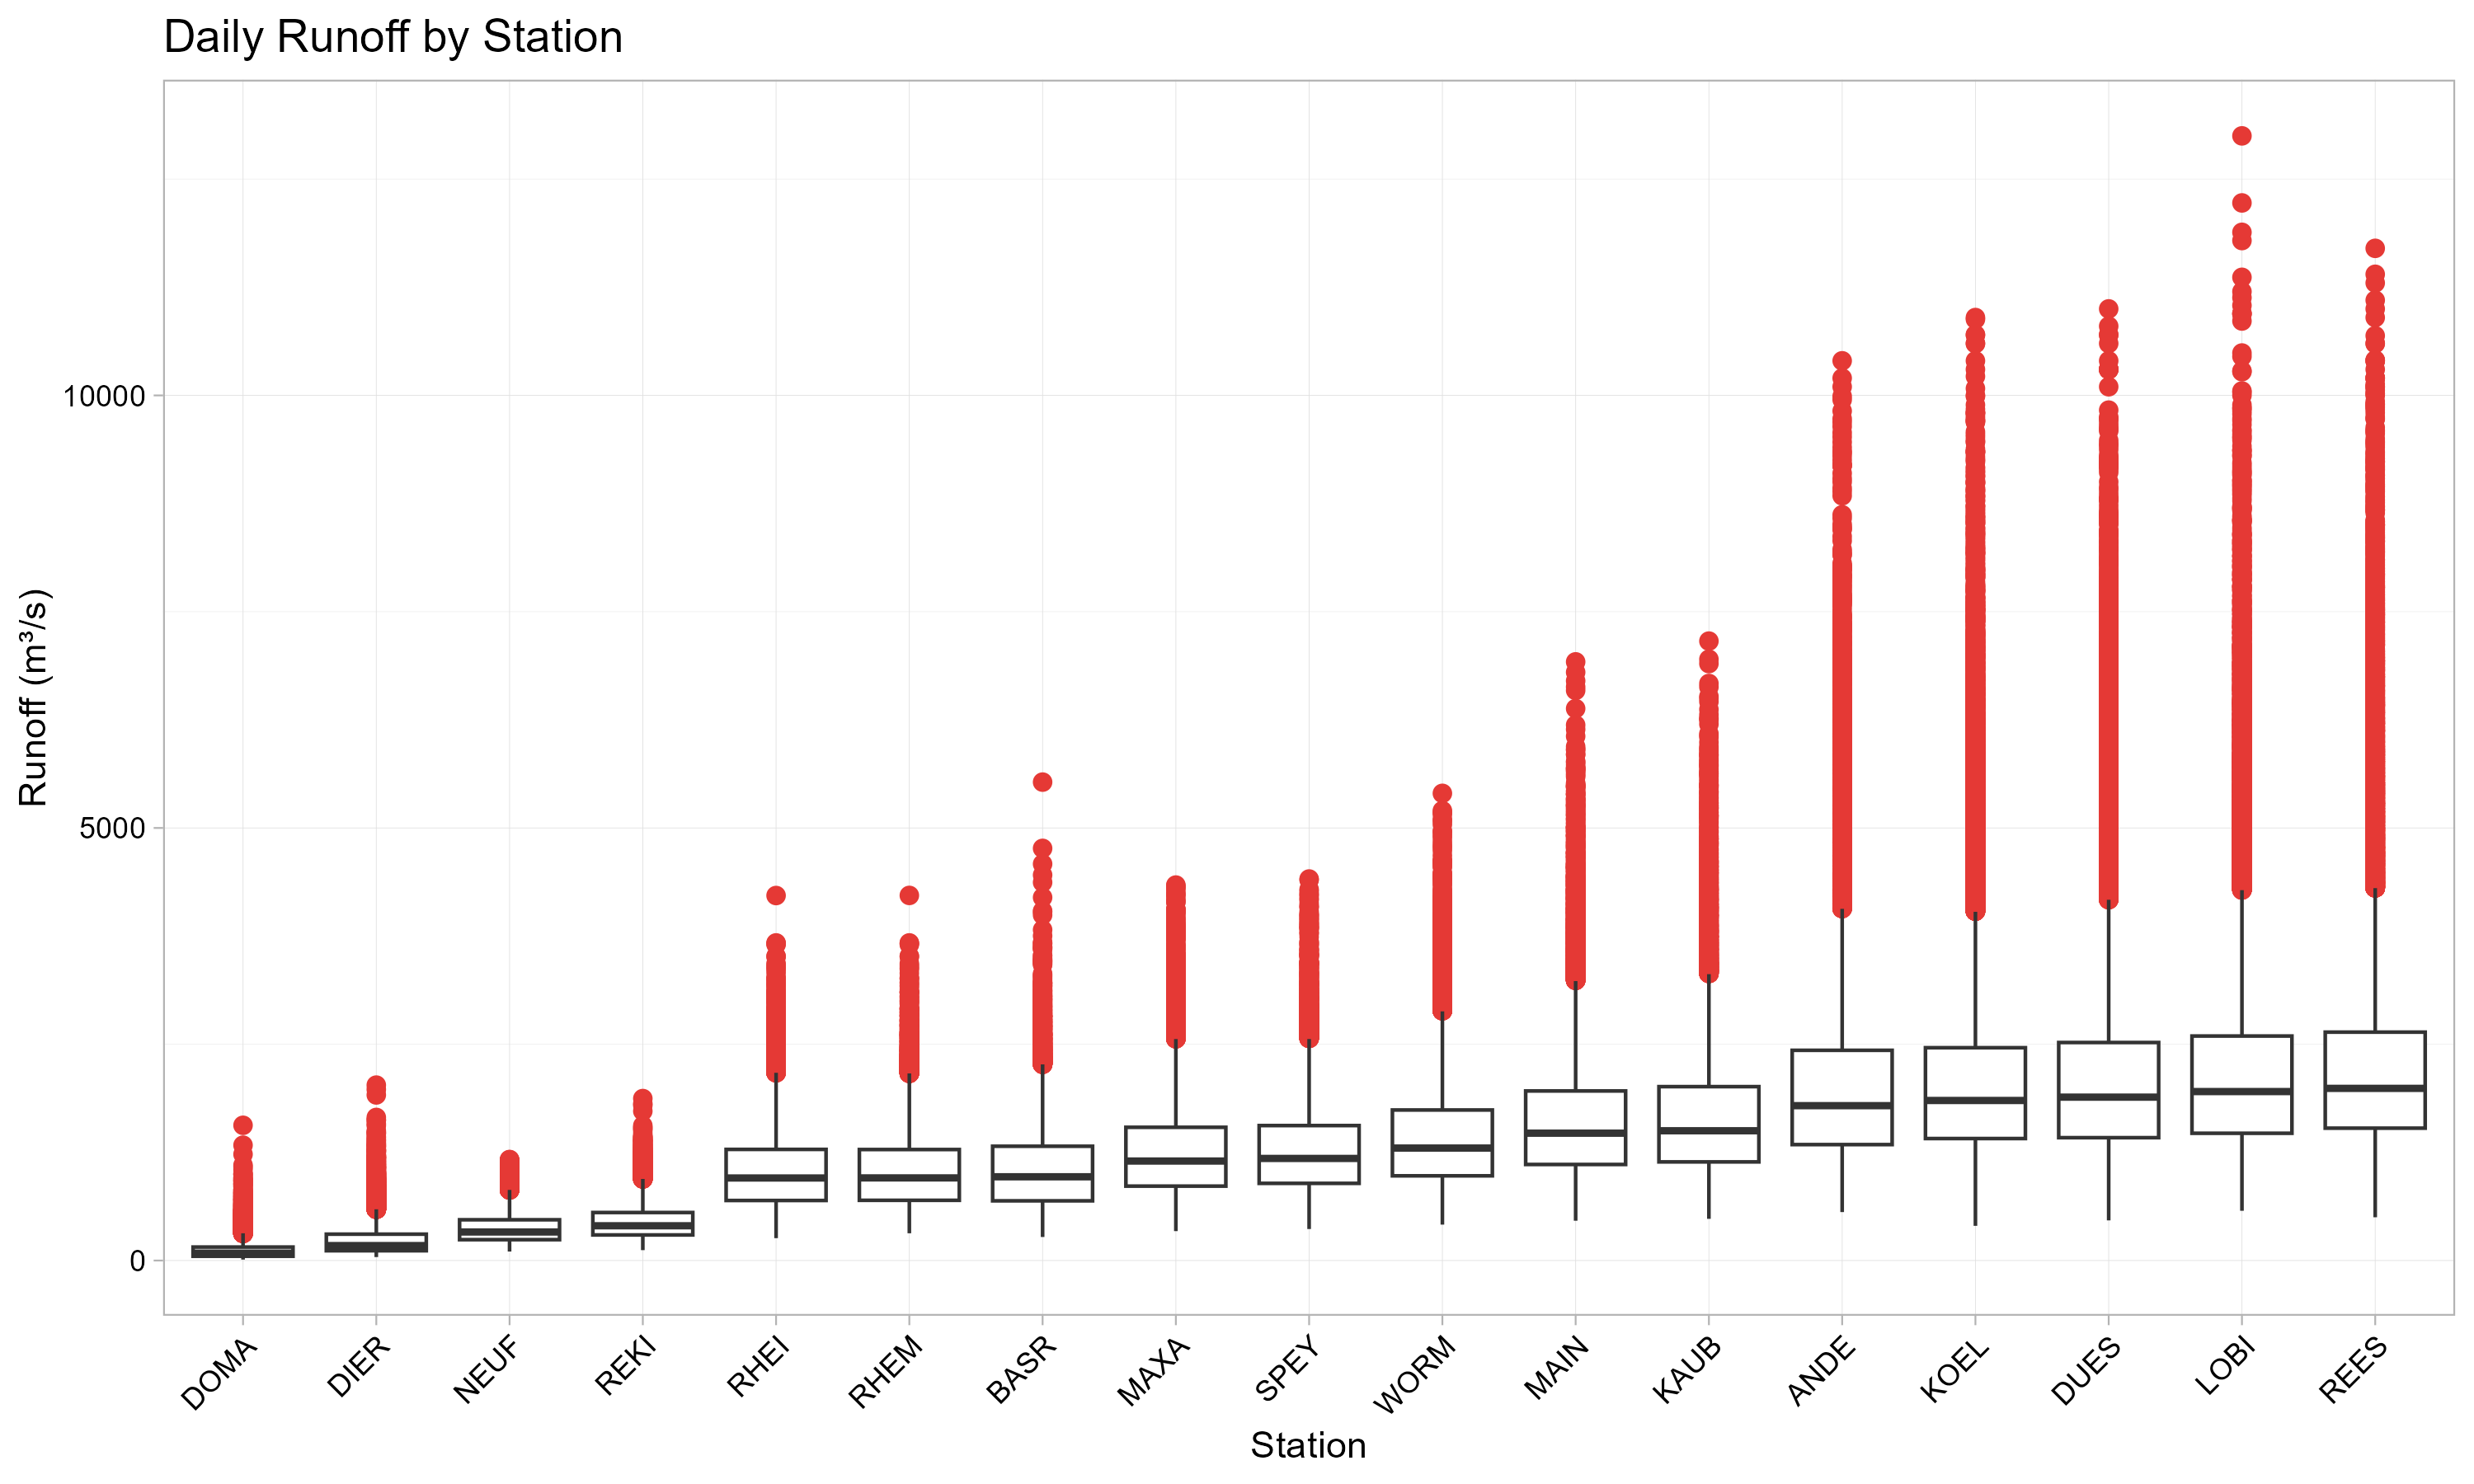 Daily Runoff by Station
Runoff (m³/s)
10000
5000
0
DOMA
DIER
NEUF
REKI
RHEI
RHEM
BASR
MAXA
SPEY
WORM
MAIN
KAUB
ANDE
KOEL
DUES
LOBI
REES
Station